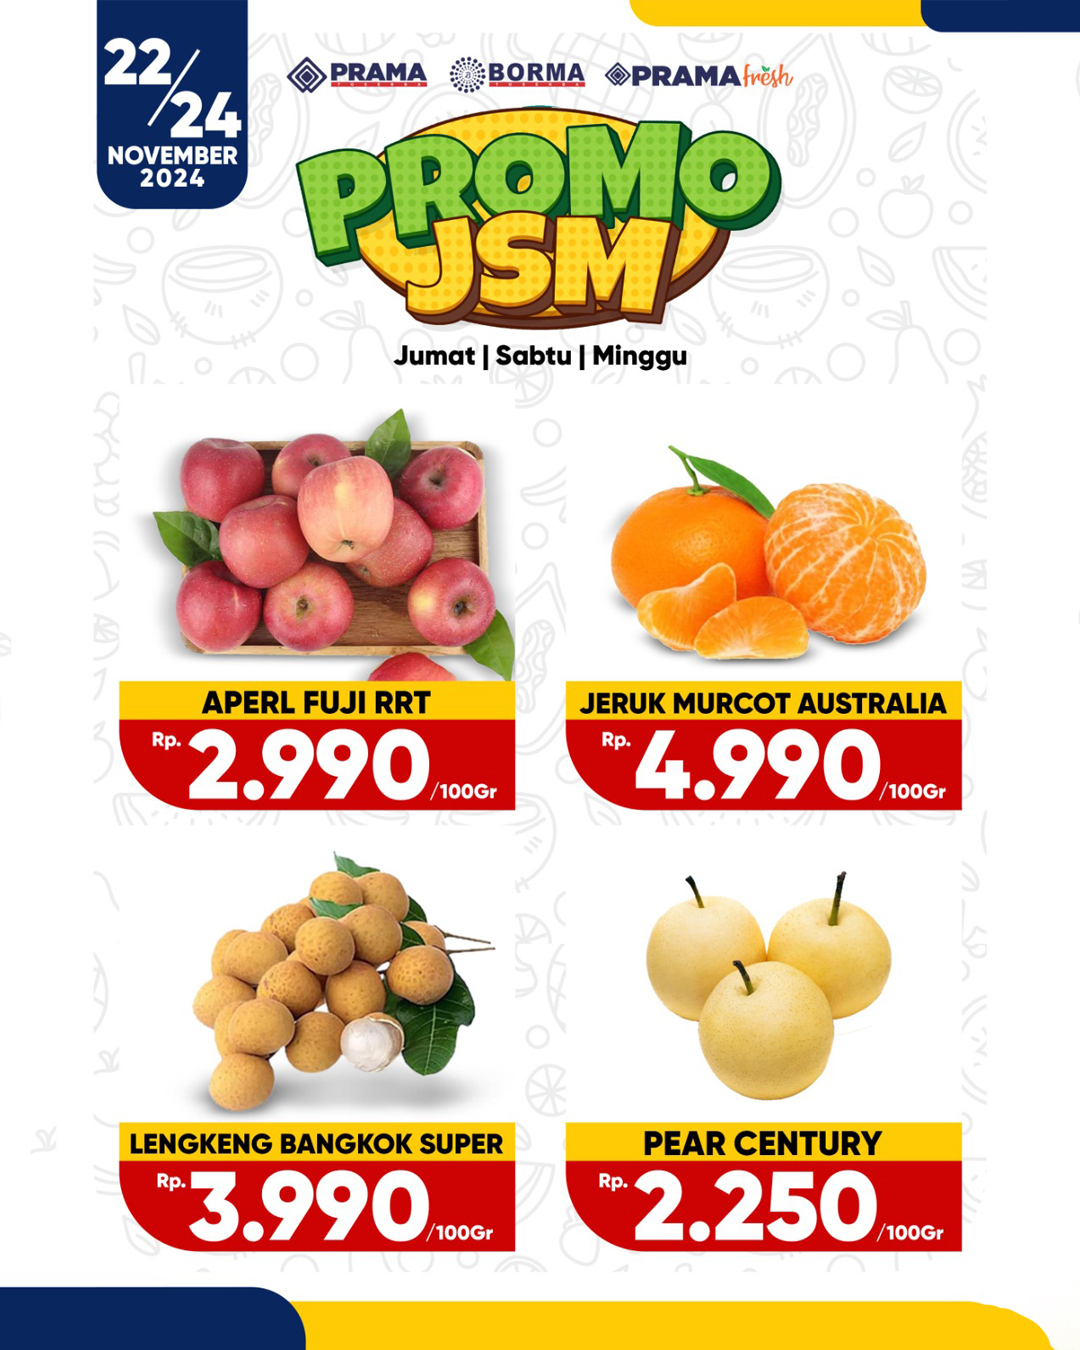 22/24
NOVEMBER
2024
PRAMA
BORMA
PRAMA fresh
PROMO
JSM
Jumat | Sabtu | Minggu
APERL FUJI RRT
Rp. 2.990 /100Gr
JERUK MURCOT AUSTRALIA
Rp. 4.990 /100Gr
LENGKENG BANGKOK SUPER
Rp. 3.990 /100Gr
PEAR CENTURY
Rp. 2.250 /100Gr